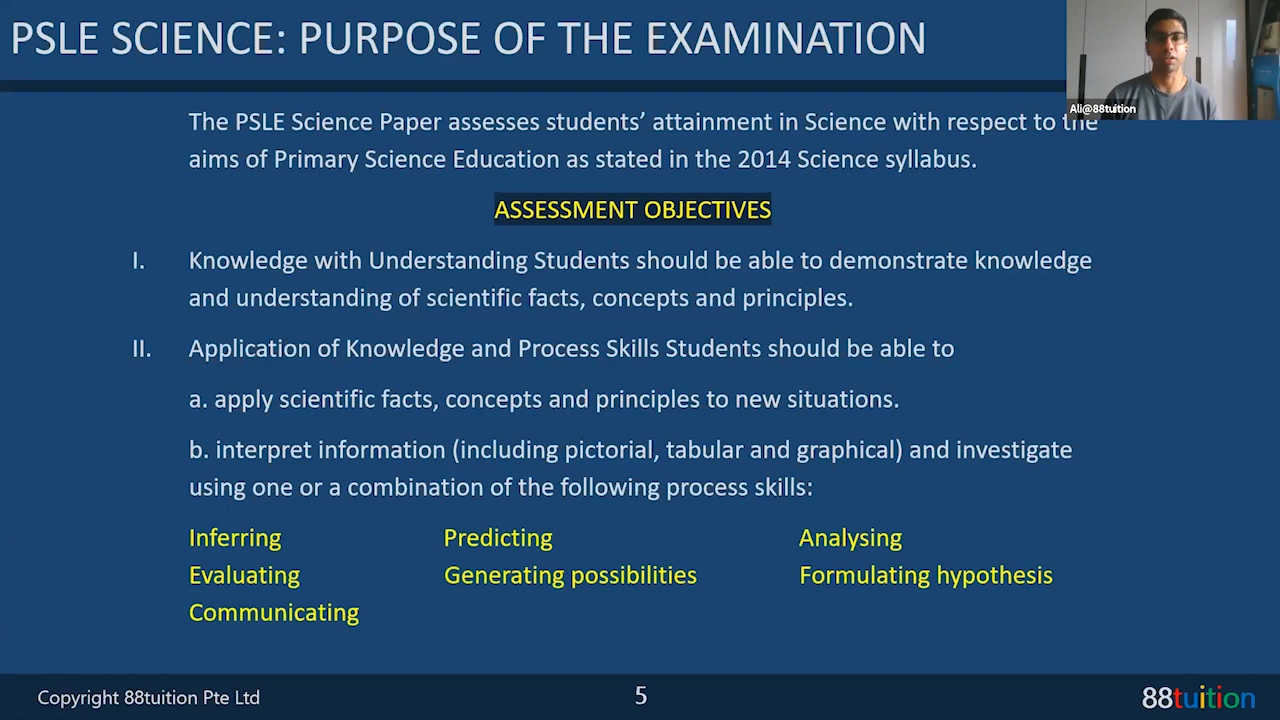 PSLE SCIENCE: PURPOSE OF THE EXAMINATION
Ali@88tuition
The PSLE Science Paper assesses students’ attainment in Science with respect to the
aims of Primary Science Education as stated in the 2014 Science syllabus.
ASSESSMENT OBJECTIVES
I. Knowledge with Understanding Students should be able to demonstrate knowledge
and understanding of scientific facts, concepts and principles.
II. Application of Knowledge and Process Skills Students should be able to
a. apply scientific facts, concepts and principles to new situations.
b. interpret information (including pictorial, tabular and graphical) and investigate
using one or a combination of the following process skills:
Inferring Predicting Analysing
Evaluating Generating possibilities Formulating hypothesis
Communicating
Copyright 88tuition Pte Ltd 5 88tuition